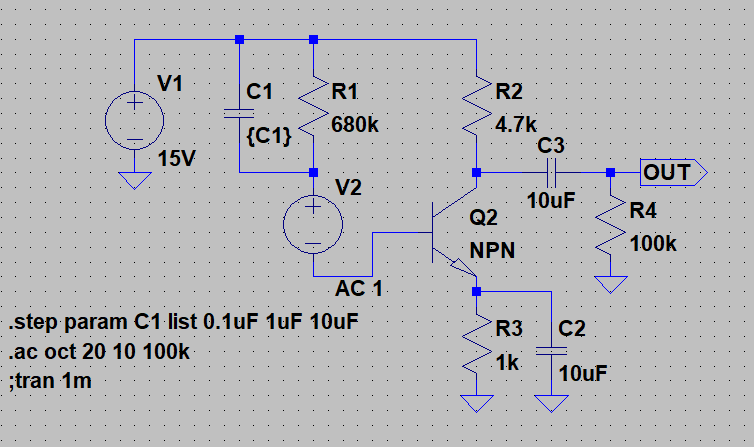 V1
15V
C1
{C1}
R1
680k
V2
AC 1
R2
4.7k
C3
10uF
OUT
R4
100k
Q2
NPN
R3
1k
C2
10uF
.step param C1 list 0.1uF 1uF 10uF
.ac oct 20 10 100k
;tran 1m